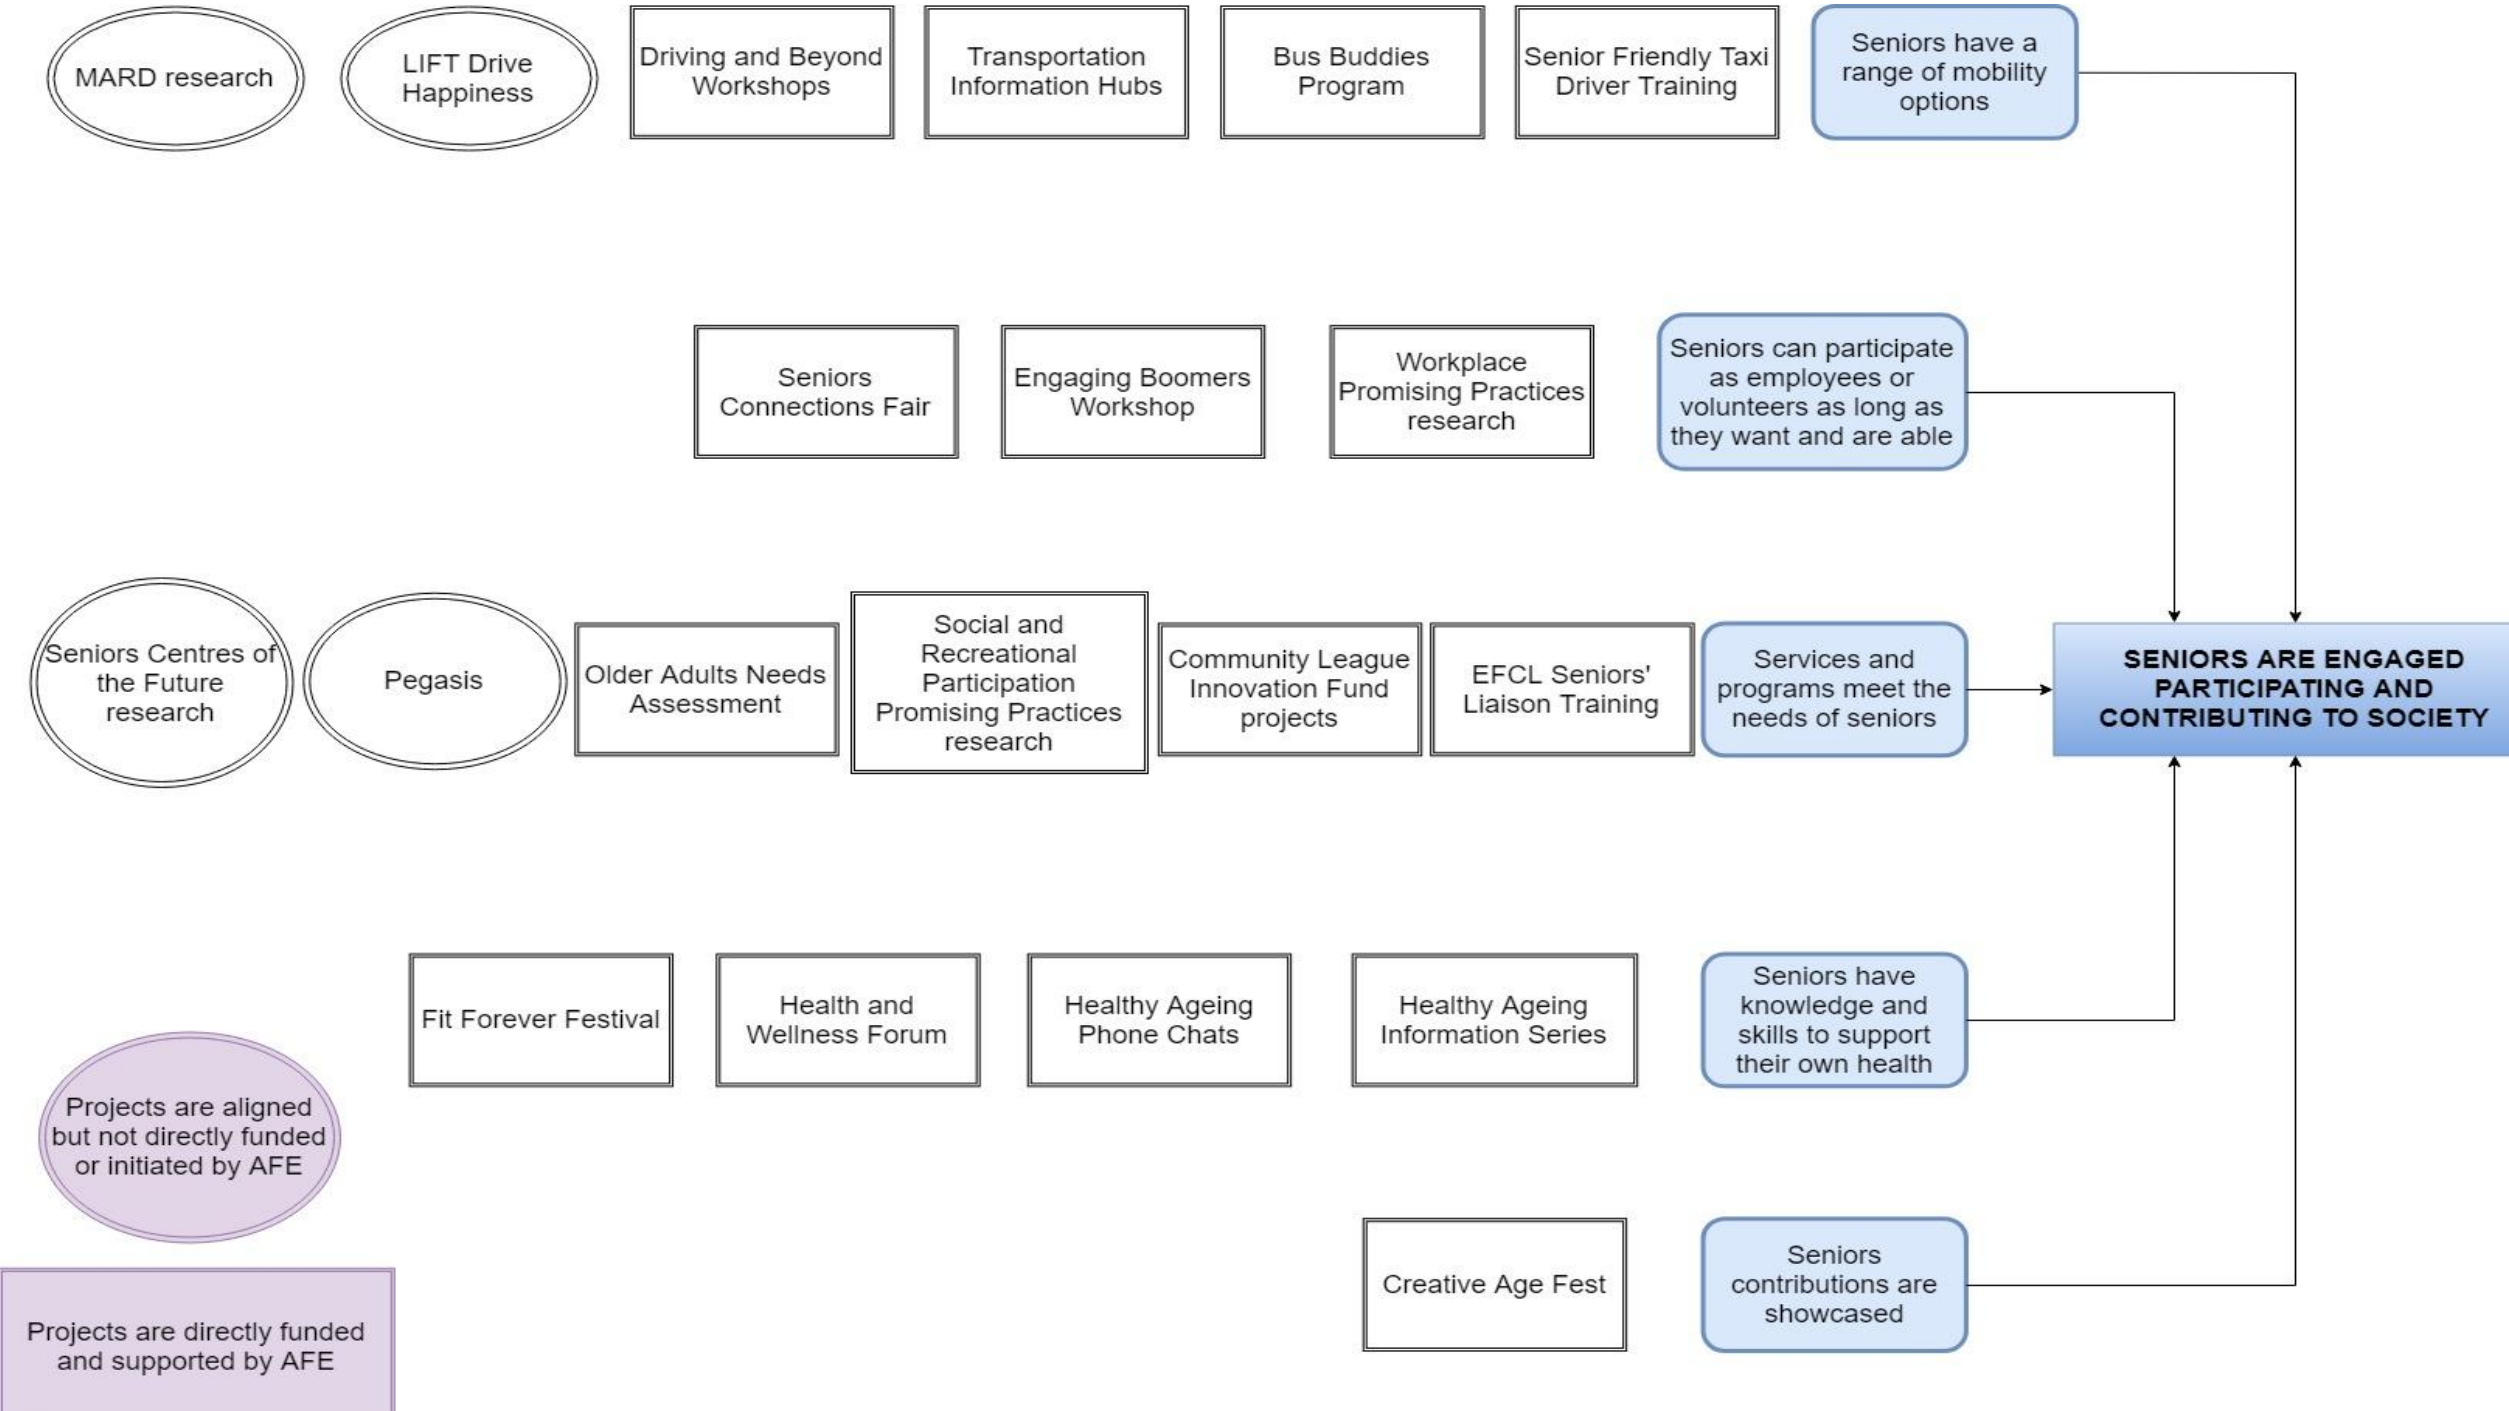 MARD research
LIFT Drive
Happiness
Driving and Beyond
Workshops
Transportation
Information Hubs
Bus Buddies
Program
Senior Friendly Taxi
Driver Training
Seniors have a
range of mobility
options
Seniors
Connections Fair
Engaging Boomers
Workshop
Workplace
Promising Practices
research
Seniors can participate
as employees or
volunteers as long as
they want and are able
Seniors Centres of
the Future
research
Pegasis
Older Adults Needs
Assessment
Social and
Recreational
Participation
Promising Practices
research
Community League
Innovation Fund
projects
EFCL Seniors'
Liaison Training
Services and
programs meet the
needs of seniors
SENIORS ARE ENGAGED
PARTICIPATING AND
CONTRIBUTING TO SOCIETY
Fit Forever Festival
Health and
Wellness Forum
Healthy Ageing
Phone Chats
Healthy Ageing
Information Series
Seniors have
knowledge and
skills to support
their own health
Projects are aligned
but not directly funded
or initiated by AFE
Creative Age Fest
Seniors
contributions are
showcased
Projects are directly funded
and supported by AFE